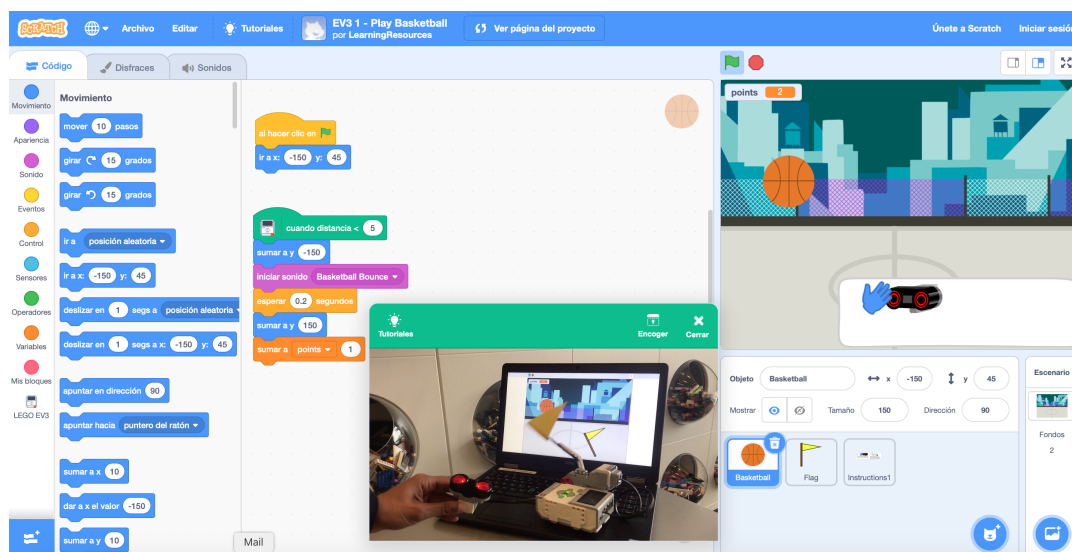 SCRATCH
Archivo
Editar
Tutoriales
EV3 1 - Play Basketball
por LearningResources
Ver página del proyecto
Únete a Scratch
Iniciar sesión
Código
Disfraces
Sonidos
Movimiento
Apariencia
Sonido
Eventos
Control
Sensores
Operadores
Variables
Mis bloques
LEGO EV3
Movimiento
mover 10 pasos
girar 15 grados
girar 15 grados
ir a posición aleatoria
ir a x: -150 y: 45
deslizar en 1 segs a posición aleatoria
deslizar en 1 segs a x: -150 y: 45
apuntar en dirección 90
apuntar hacia puntero del ratón
sumar a x 10
dar a x el valor -150
sumar a y 10
al hacer clic en
ir a x: -150 y: 45
cuando distancia < 5
sumar a y -150
iniciar sonido Basketball Bounce
esperar 0.2 segundos
sumar a y 150
sumar a points 1
Tutoriales
Encoger
Cerrar
Mail
points 2
Objeto Basketball x -150 y 45
Mostrar Tamaño 150 Dirección 90
Basketball
Flag
Instructions1
Escenario
Fondos
2